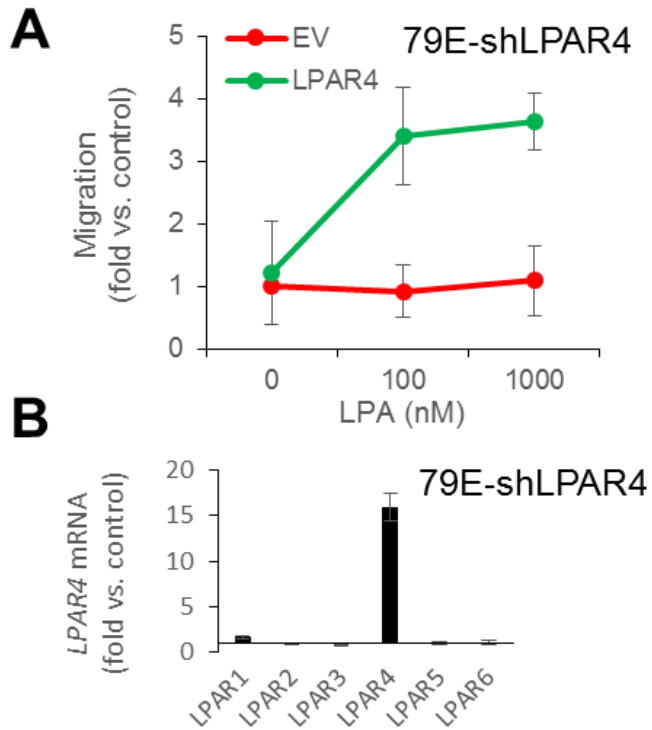 A
79E-shLPAR4
EV
LPAR4
Migration
(fold vs. control)
5
4
3
2
1
0
0 100 1000
LPA (nM)
B
79E-shLPAR4
LPAR4 mRNA
(fold vs. control)
20
15
10
5
0
LPAR1 LPAR2 LPAR3 LPAR4 LPAR5 LPAR6